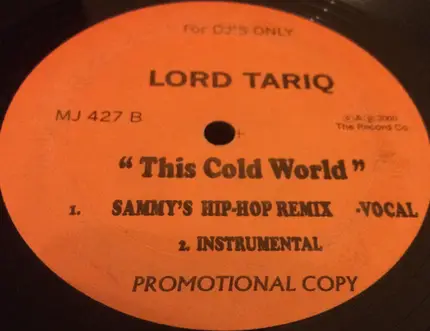 For DJ'S ONLY
LORD TARIQ
MJ 427 B
2000
The Record Co
“This Cold World”
1. SAMMY'S HIP-HOP REMIX -VOCAL
2. INSTRUMENTAL
PROMOTIONAL COPY